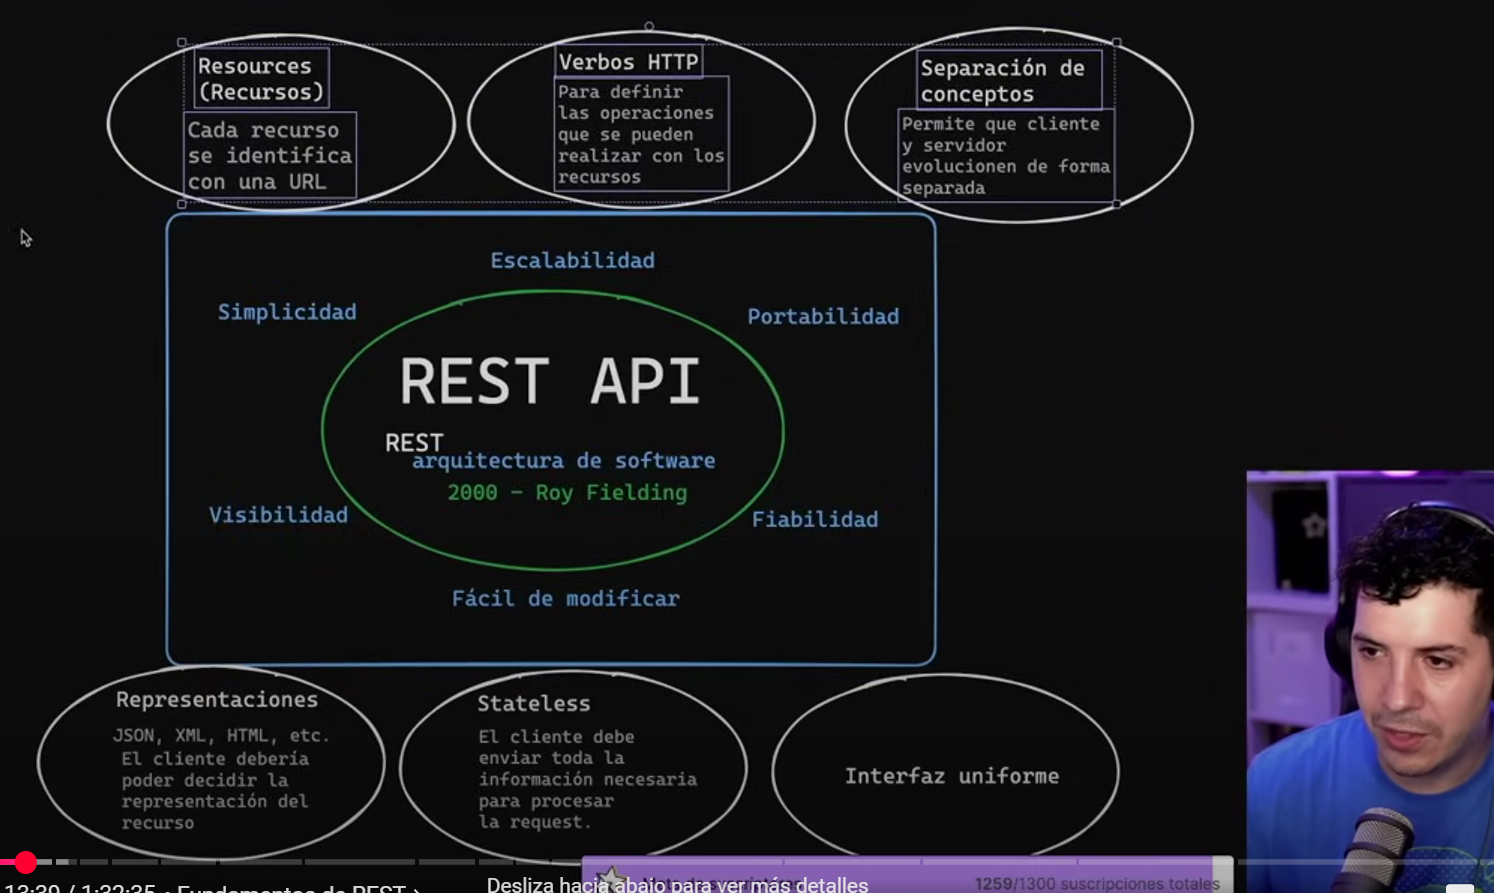 Resources
(Recursos)
Cada recurso
se identifica
con una URL
Verbos HTTP
Para definir
las operaciones
que se pueden
realizar con los
recursos
Separación de
conceptos
Permite que cliente
y servidor
evolucionen de forma
separada
Escalabilidad
Simplicidad
Portabilidad
REST API
REST
arquitectura de software
2000 - Roy Fielding
Visibilidad
Fiabilidad
Fácil de modificar
Representaciones
JSON, XML, HTML, etc.
El cliente debería
poder decidir la
representación del
recurso
Stateless
El cliente debe
enviar toda la
información necesaria
para procesar
la request.
Interfaz uniforme
13:39 / 1:32:35 • Fundamentos de REST >
Desliza hacia abajo para ver más detalles
1259/1300 suscripciones totales